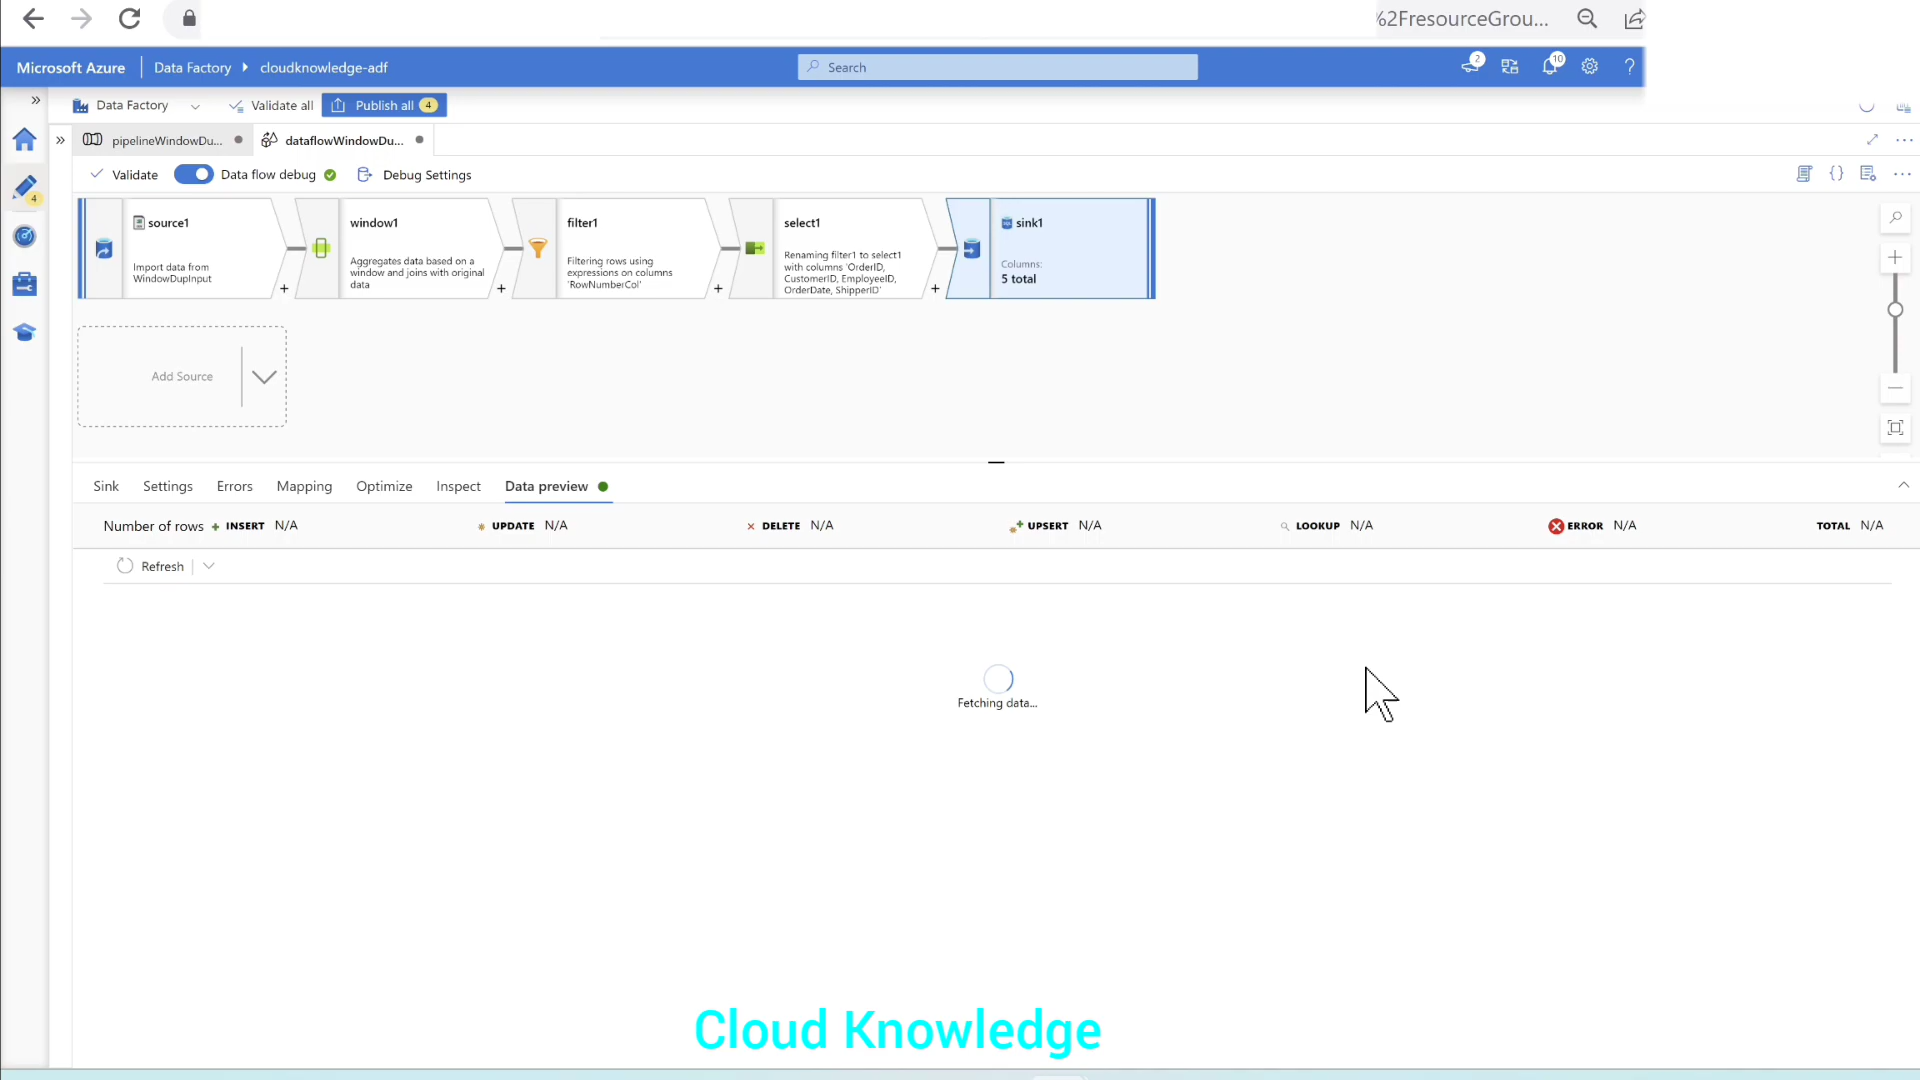 %2FresourceGrou...
Microsoft Azure Data Factory cloudknowledge-adf Search 2 10 ?
Data Factory Validate all Publish all 4
pipelineWindowDu... dataflowWindowDu...
4
Validate Data flow debug Debug Settings
source1
Import data from
WindowDupInput
window1
Aggregates data based on a
window and joins with original
data
filter1
Filtering rows using
expressions on columns
'RowNumberCol'
select1
Renaming filter1 to select1
with columns 'OrderID,
CustomerID, EmployeeID,
OrderDate, ShipperID'
sink1
Columns:
5 total
Add Source
Sink Settings Errors Mapping Optimize Inspect Data preview
Number of rows INSERT N/A UPDATE N/A DELETE N/A UPSERT N/A LOOKUP N/A ERROR N/A TOTAL N/A
Refresh
Fetching data...
Cloud Knowledge